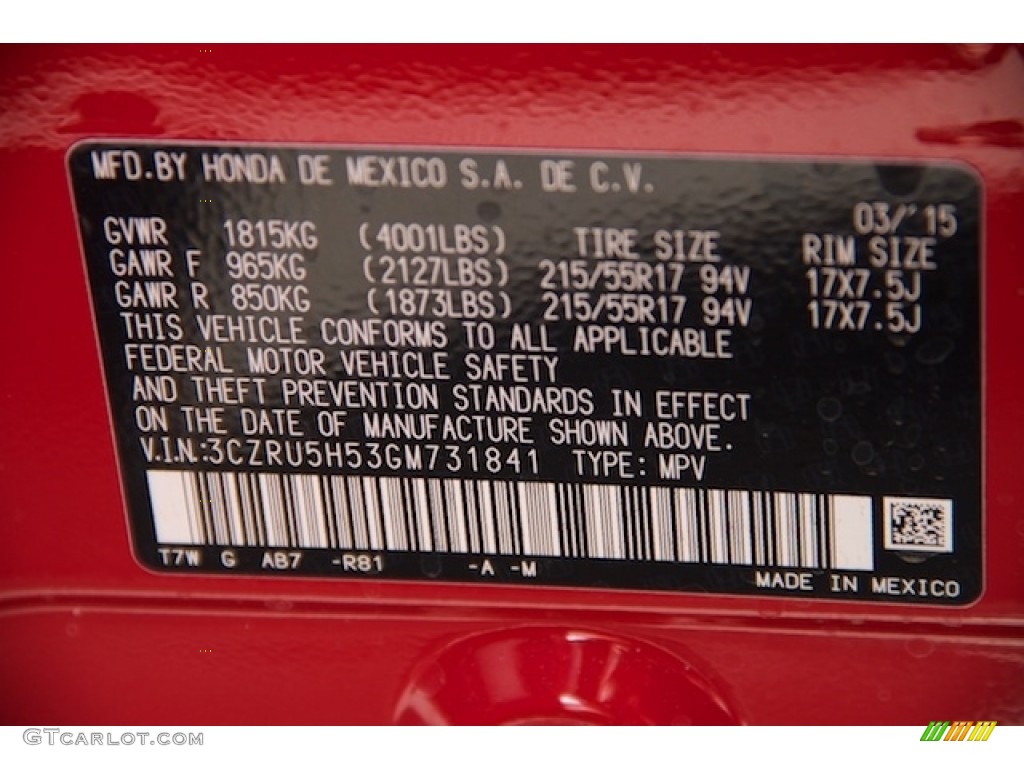 MFD.BY HONDA DE MEXICO S.A. DE C.V.
03/'15
GVWR 1815KG (4001LBS) TIRE SIZE RIM SIZE
GAWR F 965KG (2127LBS) 215/55R17 94V 17X7.5J
GAWR R 850KG (1873LBS) 215/55R17 94V 17X7.5J
THIS VEHICLE CONFORMS TO ALL APPLICABLE
FEDERAL MOTOR VEHICLE SAFETY
AND THEFT PREVENTION STANDARDS IN EFFECT
ON THE DATE OF MANUFACTURE SHOWN ABOVE.
V.I.N.:3CZRU5H53GM731841 TYPE: MPV
T7W G AB7 -R81 -A -M
MADE IN MEXICO
GTCARLOT.COM